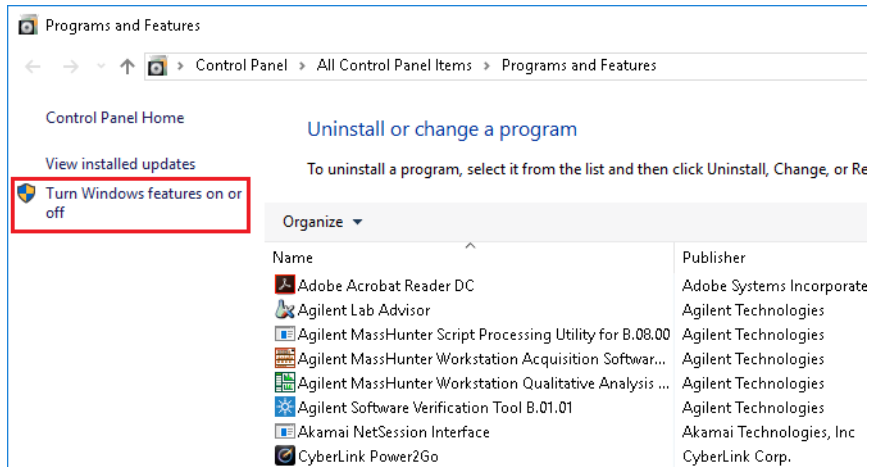 Programs and Features
Control Panel > All Control Panel Items > Programs and Features
Control Panel Home
Uninstall or change a program
View installed updates
To uninstall a program, select it from the list and then click Uninstall, Change, or Re
Turn Windows features on or
off
Organize
Name Publisher
Adobe Acrobat Reader DC Adobe Systems Incorporate
Agilent Lab Advisor Agilent Technologies
Agilent MassHunter Script Processing Utility for B.08.00 Agilent Technologies
Agilent MassHunter Workstation Acquisition Softwar... Agilent Technologies
Agilent MassHunter Workstation Qualitative Analysis ... Agilent Technologies
Agilent Software Verification Tool B.01.01 Agilent Technologies
Akamai NetSession Interface Akamai Technologies, Inc
CyberLink Power2Go CyberLink Corp.